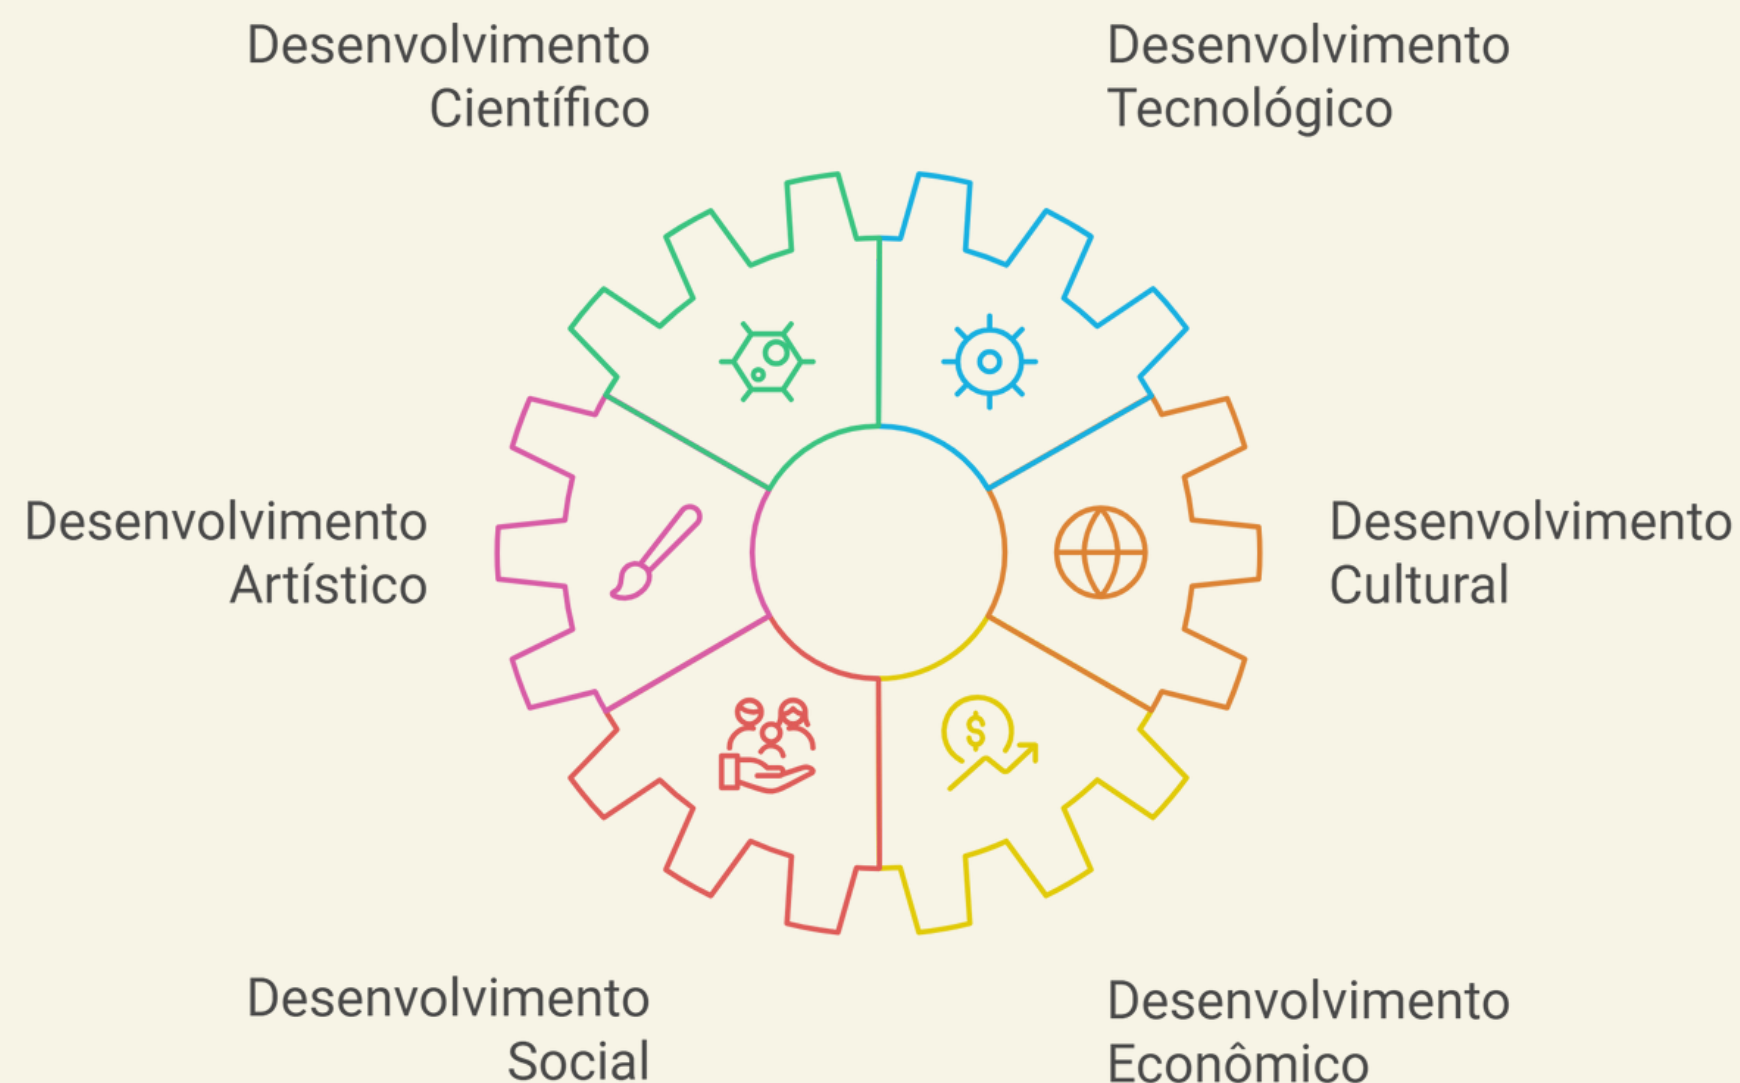 Desenvolvimento
Científico
Desenvolvimento
Tecnológico
Desenvolvimento
Artístico
Desenvolvimento
Cultural
$
Desenvolvimento
Social
Desenvolvimento
Econômico